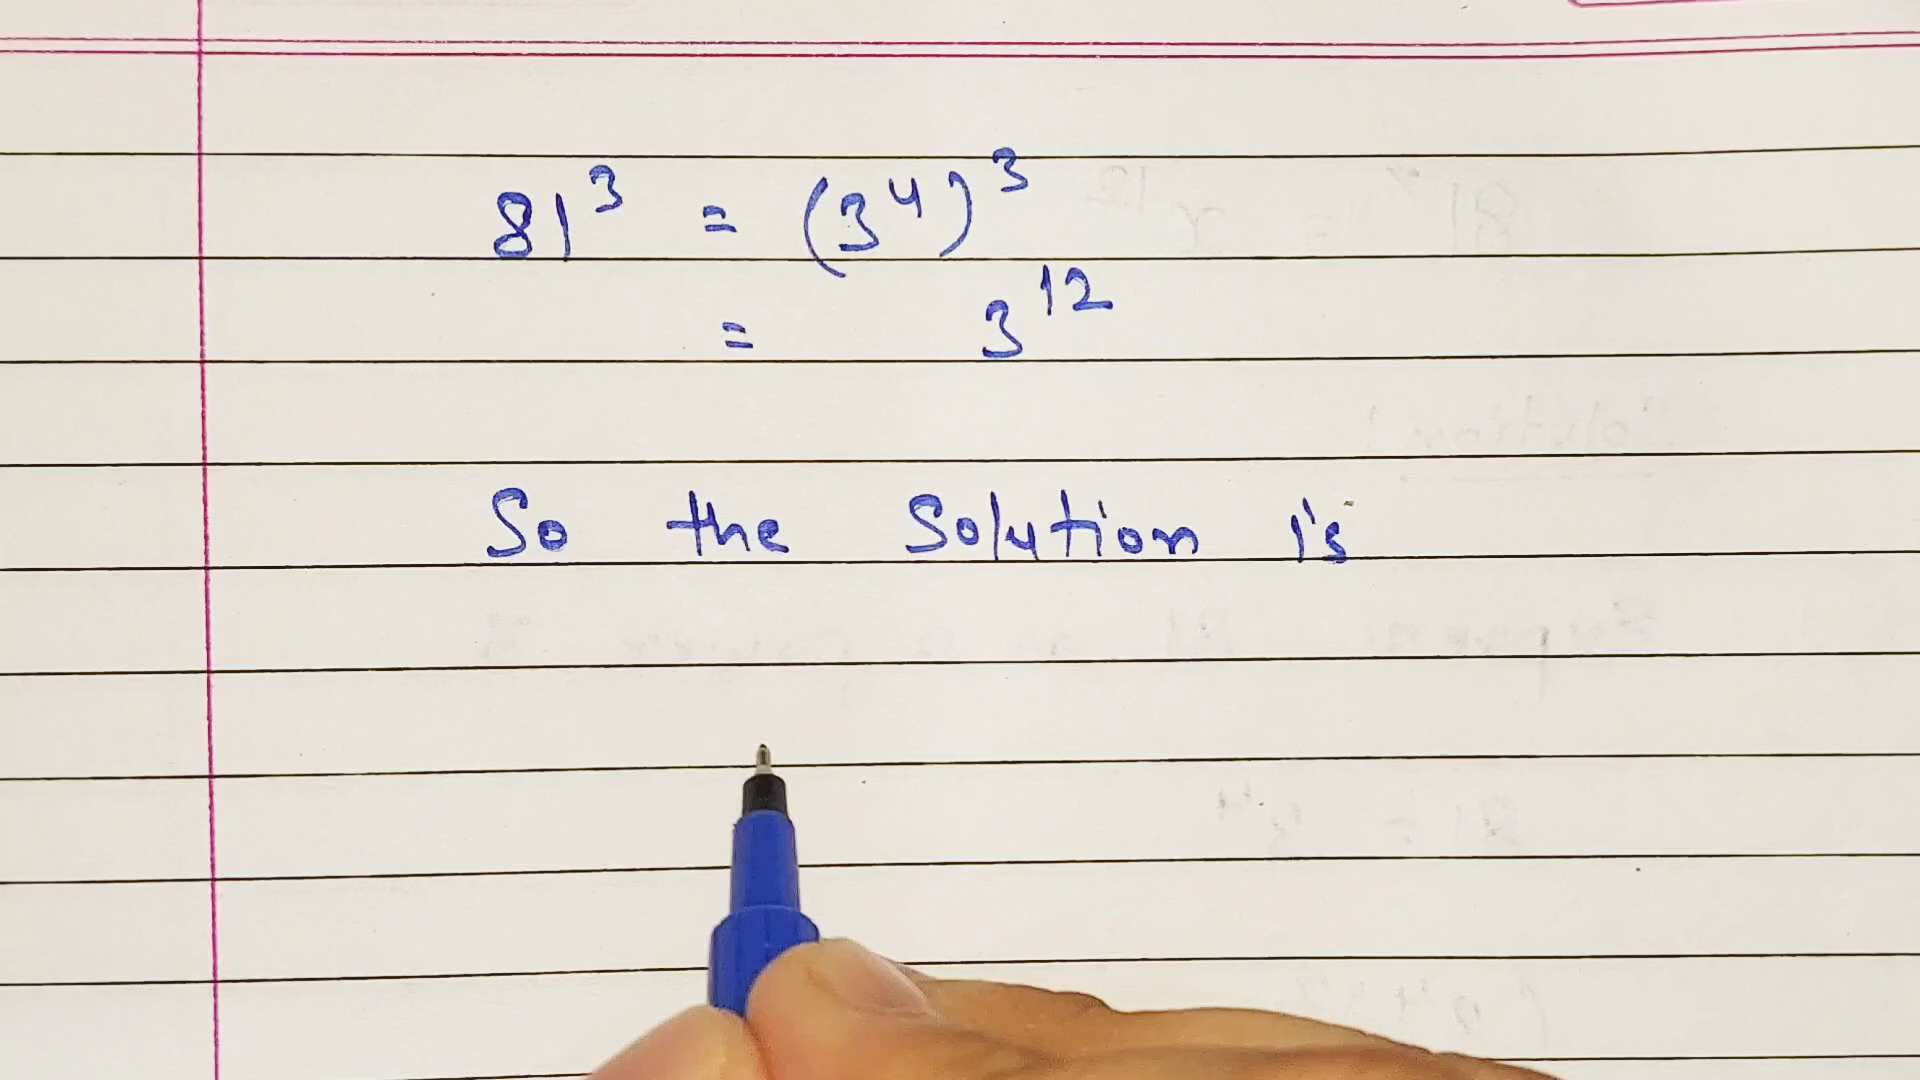 81³ = (3⁴)³
= 3¹²
So the Solution is